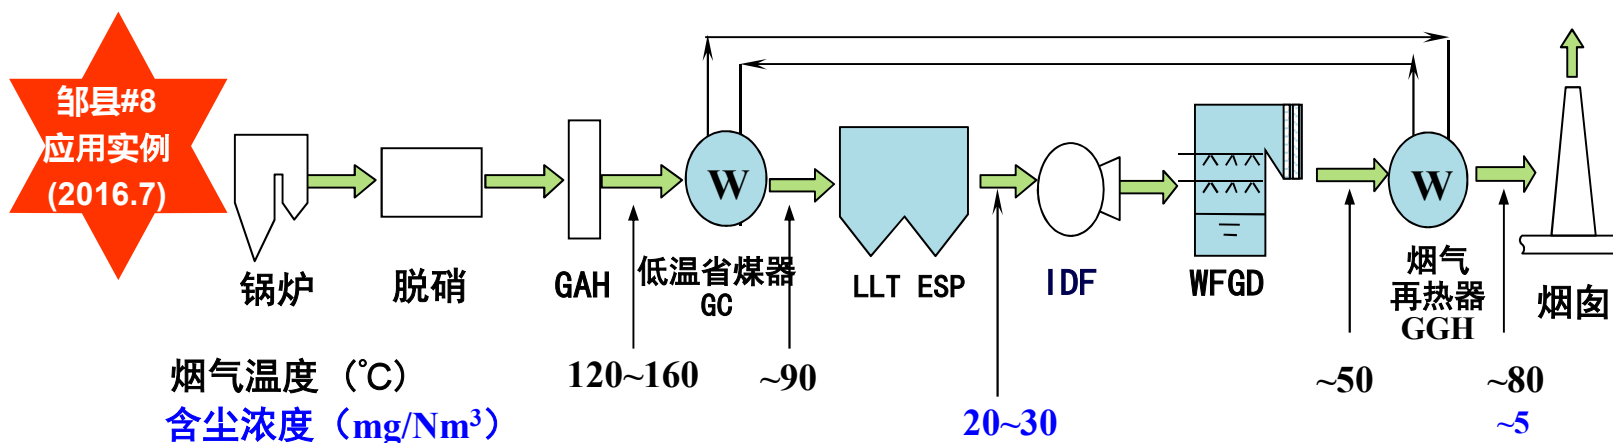 邹县#8
应用实例
(2016.7)
W
W
锅炉
脱硝
GAH
低温省煤器
GC
LLT ESP
IDF
WFGD
烟气
再热器
GGH
烟囱
烟气温度（℃）
120~160
~90
~50
~80
含尘浓度（mg/Nm³）
20~30
~5